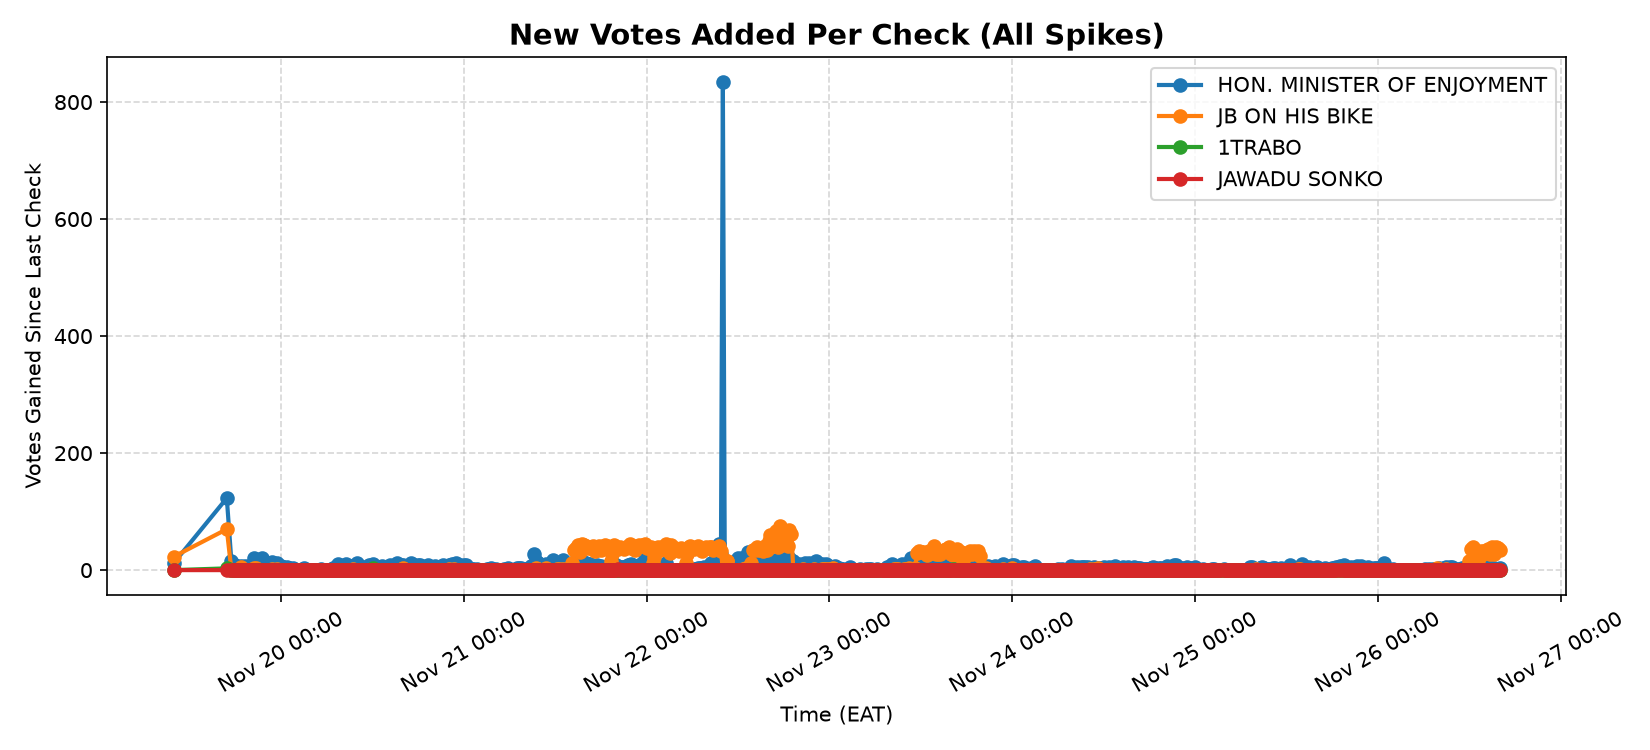 New Votes Added Per Check (All Spikes)
HON. MINISTER OF ENJOYMENT
JB ON HIS BIKE
1TRABO
JAWADU SONKO
Votes Gained Since Last Check
800
600
400
200
0
Nov 20 00:00
Nov 21 00:00
Nov 22 00:00
Nov 23 00:00
Nov 24 00:00
Nov 25 00:00
Nov 26 00:00
Nov 27 00:00
Time (EAT)